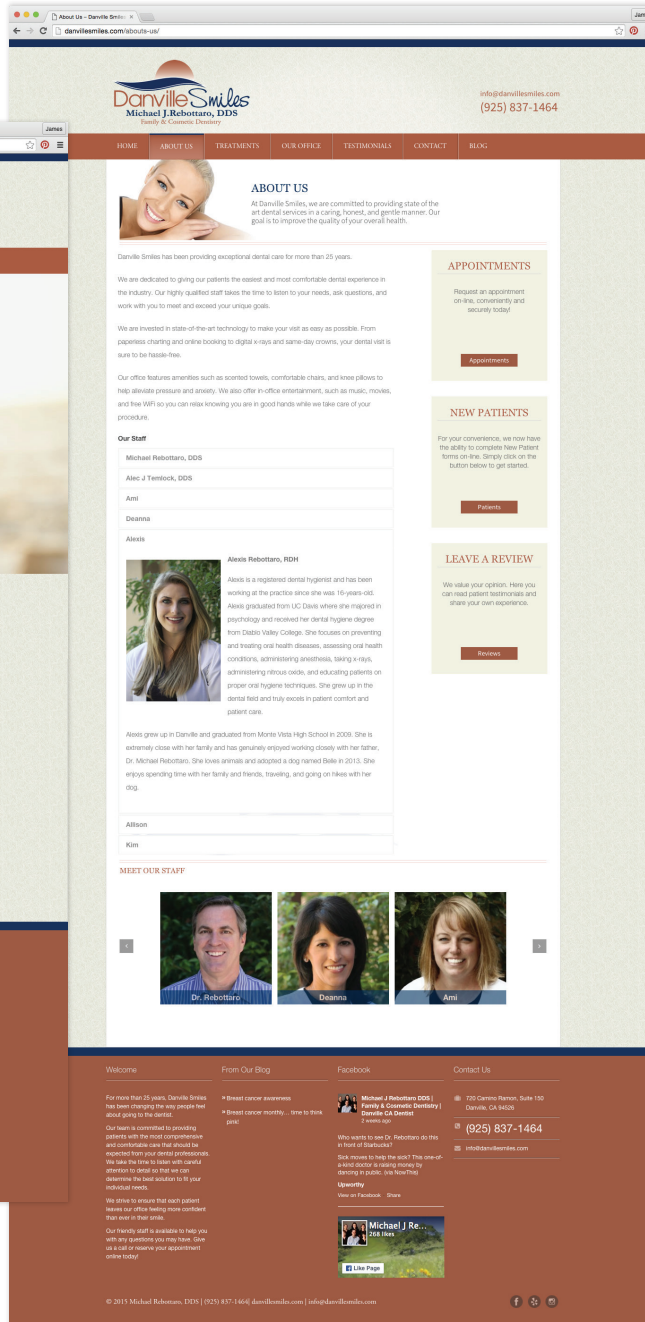 About Us – Danville Smiles
James
danvillesmiles.com/abouts-us/
Danville Smiles
Michael J.Rebottaro, DDS
Family & Cosmetic Dentistry
info@danvillesmiles.com
(925) 837-1464
James
HOME ABOUT US TREATMENTS OUR OFFICE TESTIMONIALS CONTACT BLOG
ABOUT US
At Danville Smiles, we are committed to providing state of the
art dental services in a caring, honest, and gentle manner. Our
goal is to improve the quality of your overall health.
Danville Smiles has been providing exceptional dental care for more than 25 years.
We are dedicated to giving our patients the easiest and most comfortable dental experience in
the industry. Our highly qualified staff takes the time to listen to your needs, ask questions, and
work with you to meet and exceed your unique goals.
We are invested in state-of-the-art technology to make your visit as easy as possible. From
paperless charting and online booking to digital x-rays and same-day crowns, your dental visit is
sure to be hassle-free.
Our office features amenities such as scented towels, comfortable chairs, and knee pillows to
help alleviate pressure and anxiety. We also offer in-office entertainment, such as music, movies,
and free WiFi so you can relax knowing you are in good hands while we take care of your
procedure.
Our Staff
Michael Rebottaro, DDS
Alec J Temlock, DDS
Ami
Deanna
Alexis
Alexis Rebottaro, RDH
Alexis is a registered dental hygienist and has been
working at the practice since she was 16-years-old.
Alexis graduated from UC Davis where she majored in
psychology and received her dental hygiene degree
from Diablo Valley College. She focuses on preventing
and treating oral health diseases, assessing oral health
conditions, administering anesthesia, taking x-rays,
administering nitrous oxide, and educating patients on
proper oral hygiene techniques. She grew up in the
dental field and truly excels in patient comfort and
patient care.
Alexis grew up in Danville and graduated from Monte Vista High School in 2009. She is
extremely close with her family and has genuinely enjoyed working closely with her father,
Dr. Michael Rebottaro. She loves animals and adopted a dog named Belle in 2013. She
enjoys spending time with her family and friends, traveling, and going on hikes with her
dog.
Allison
Kim
APPOINTMENTS
Request an appointment
on-line, conveniently and
securely today!
Appointments
NEW PATIENTS
For your convenience, we now have
the ability to complete New Patient
forms on-line. Simply click on the
button below to get started.
Patients
LEAVE A REVIEW
We value your opinion. Here you
can read patient testimonials and
share your own experience.
Reviews
MEET OUR STAFF
Dr. Rebottaro
Deanna
Ami
Welcome
For more than 25 years, Danville Smiles
has been changing the way people feel
about going to the dentist.
Our team is committed to providing
patients with the most comprehensive
and comfortable care that should be
expected from your dental professionals.
We take the time to listen with careful
attention to detail so that we can
determine the best solution to fit your
individual needs.
We strive to ensure that each patient
leaves our office feeling more confident
than ever in their smile.
Our friendly staff is available to help you
with any questions you may have. Give
us a call or reserve your appointment
online today!
From Our Blog
» Breast cancer awareness
» Breast cancer monthly… time to think
pink!
Facebook
Michael J Rebottaro DDS |
Family & Cosmetic Dentistry |
Danville CA Dentist
2 weeks ago
Who wants to see Dr. Rebottaro do this
in front of Starbucks?
Sick moves to help the sick? This one-of-
a-kind doctor is raising money by
dancing in public. (via NowThis)
Upworthy
View on Facebook Share
Michael J Re...
268 likes
Like Page
Contact Us
720 Camino Ramon, Suite 150
Danville, CA 94526
(925) 837-1464
info@danvillesmiles.com
© 2015 Michael Rebottaro. DDS | (925) 837-1464| danvillesmiles.com | info@danvillesmiles.com